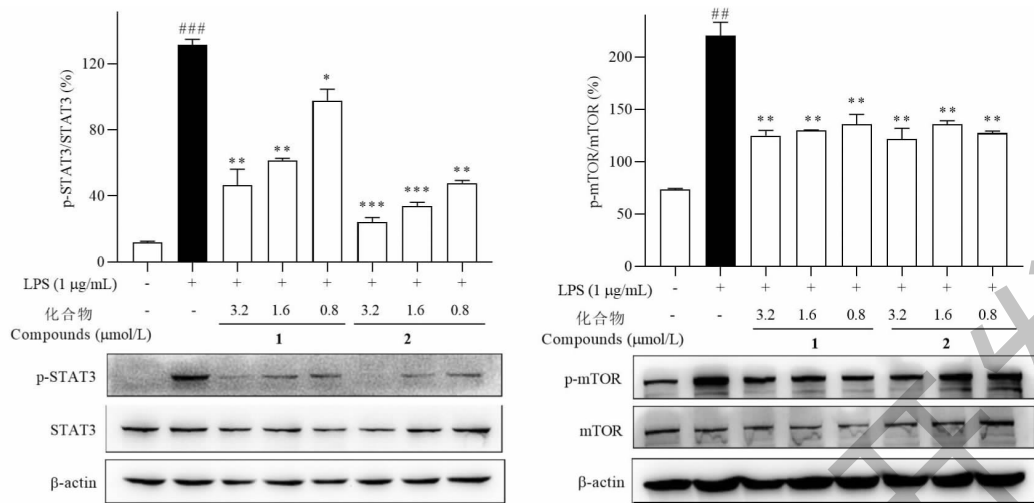 ###
120
80
40
0
p-STAT3/STAT3 (%)
**
**
*
***
***
**
LPS (1 μg/mL)
- + + + + + + +
化合物
- - 3.2 1.6 0.8 3.2 1.6 0.8
Compounds (μmol/L)
1 2
p-STAT3
STAT3
β-actin
##
200
150
100
50
0
p-mTOR/mTOR (%)
**
**
**
**
**
**
LPS (1 μg/mL)
- + + + + + + +
化合物
- - 3.2 1.6 0.8 3.2 1.6 0.8
Compounds (μmol/L)
1 2
p-mTOR
mTOR
β-actin